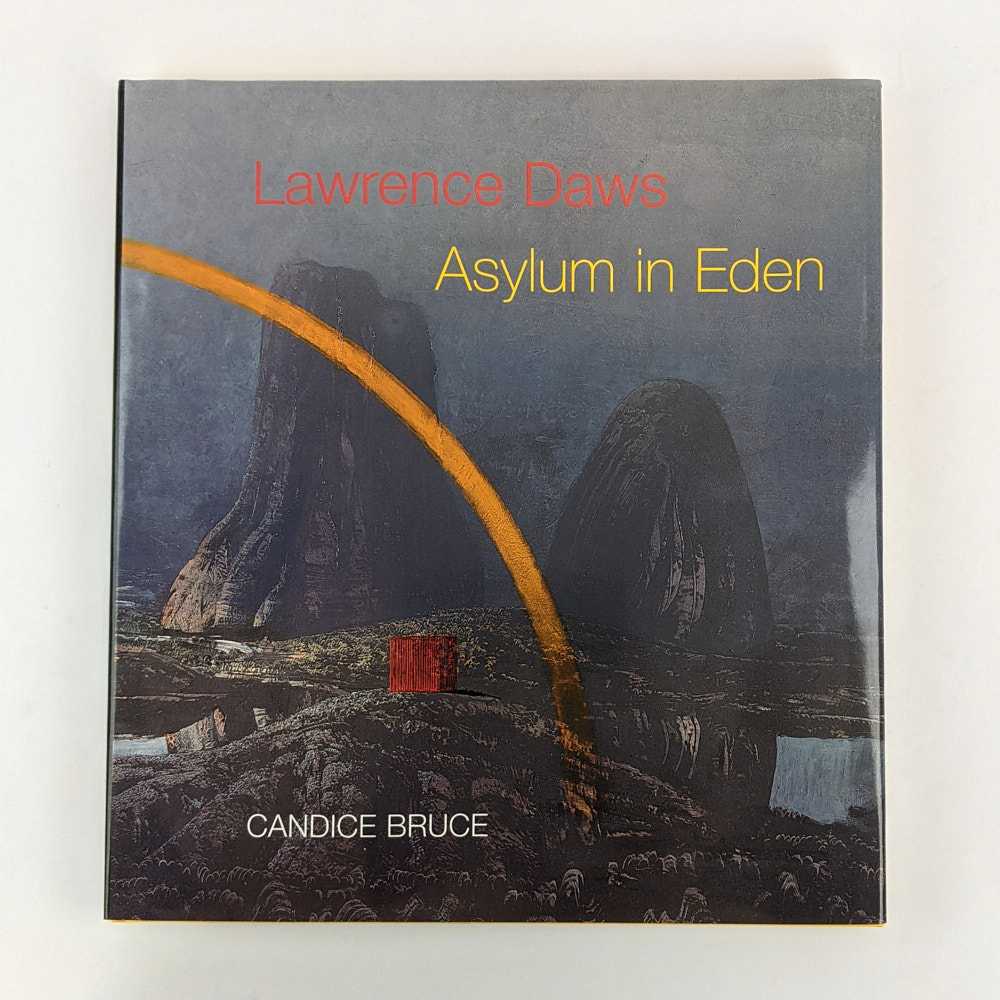 Lawrence Daws
Asylum in Eden
CANDICE BRUCE